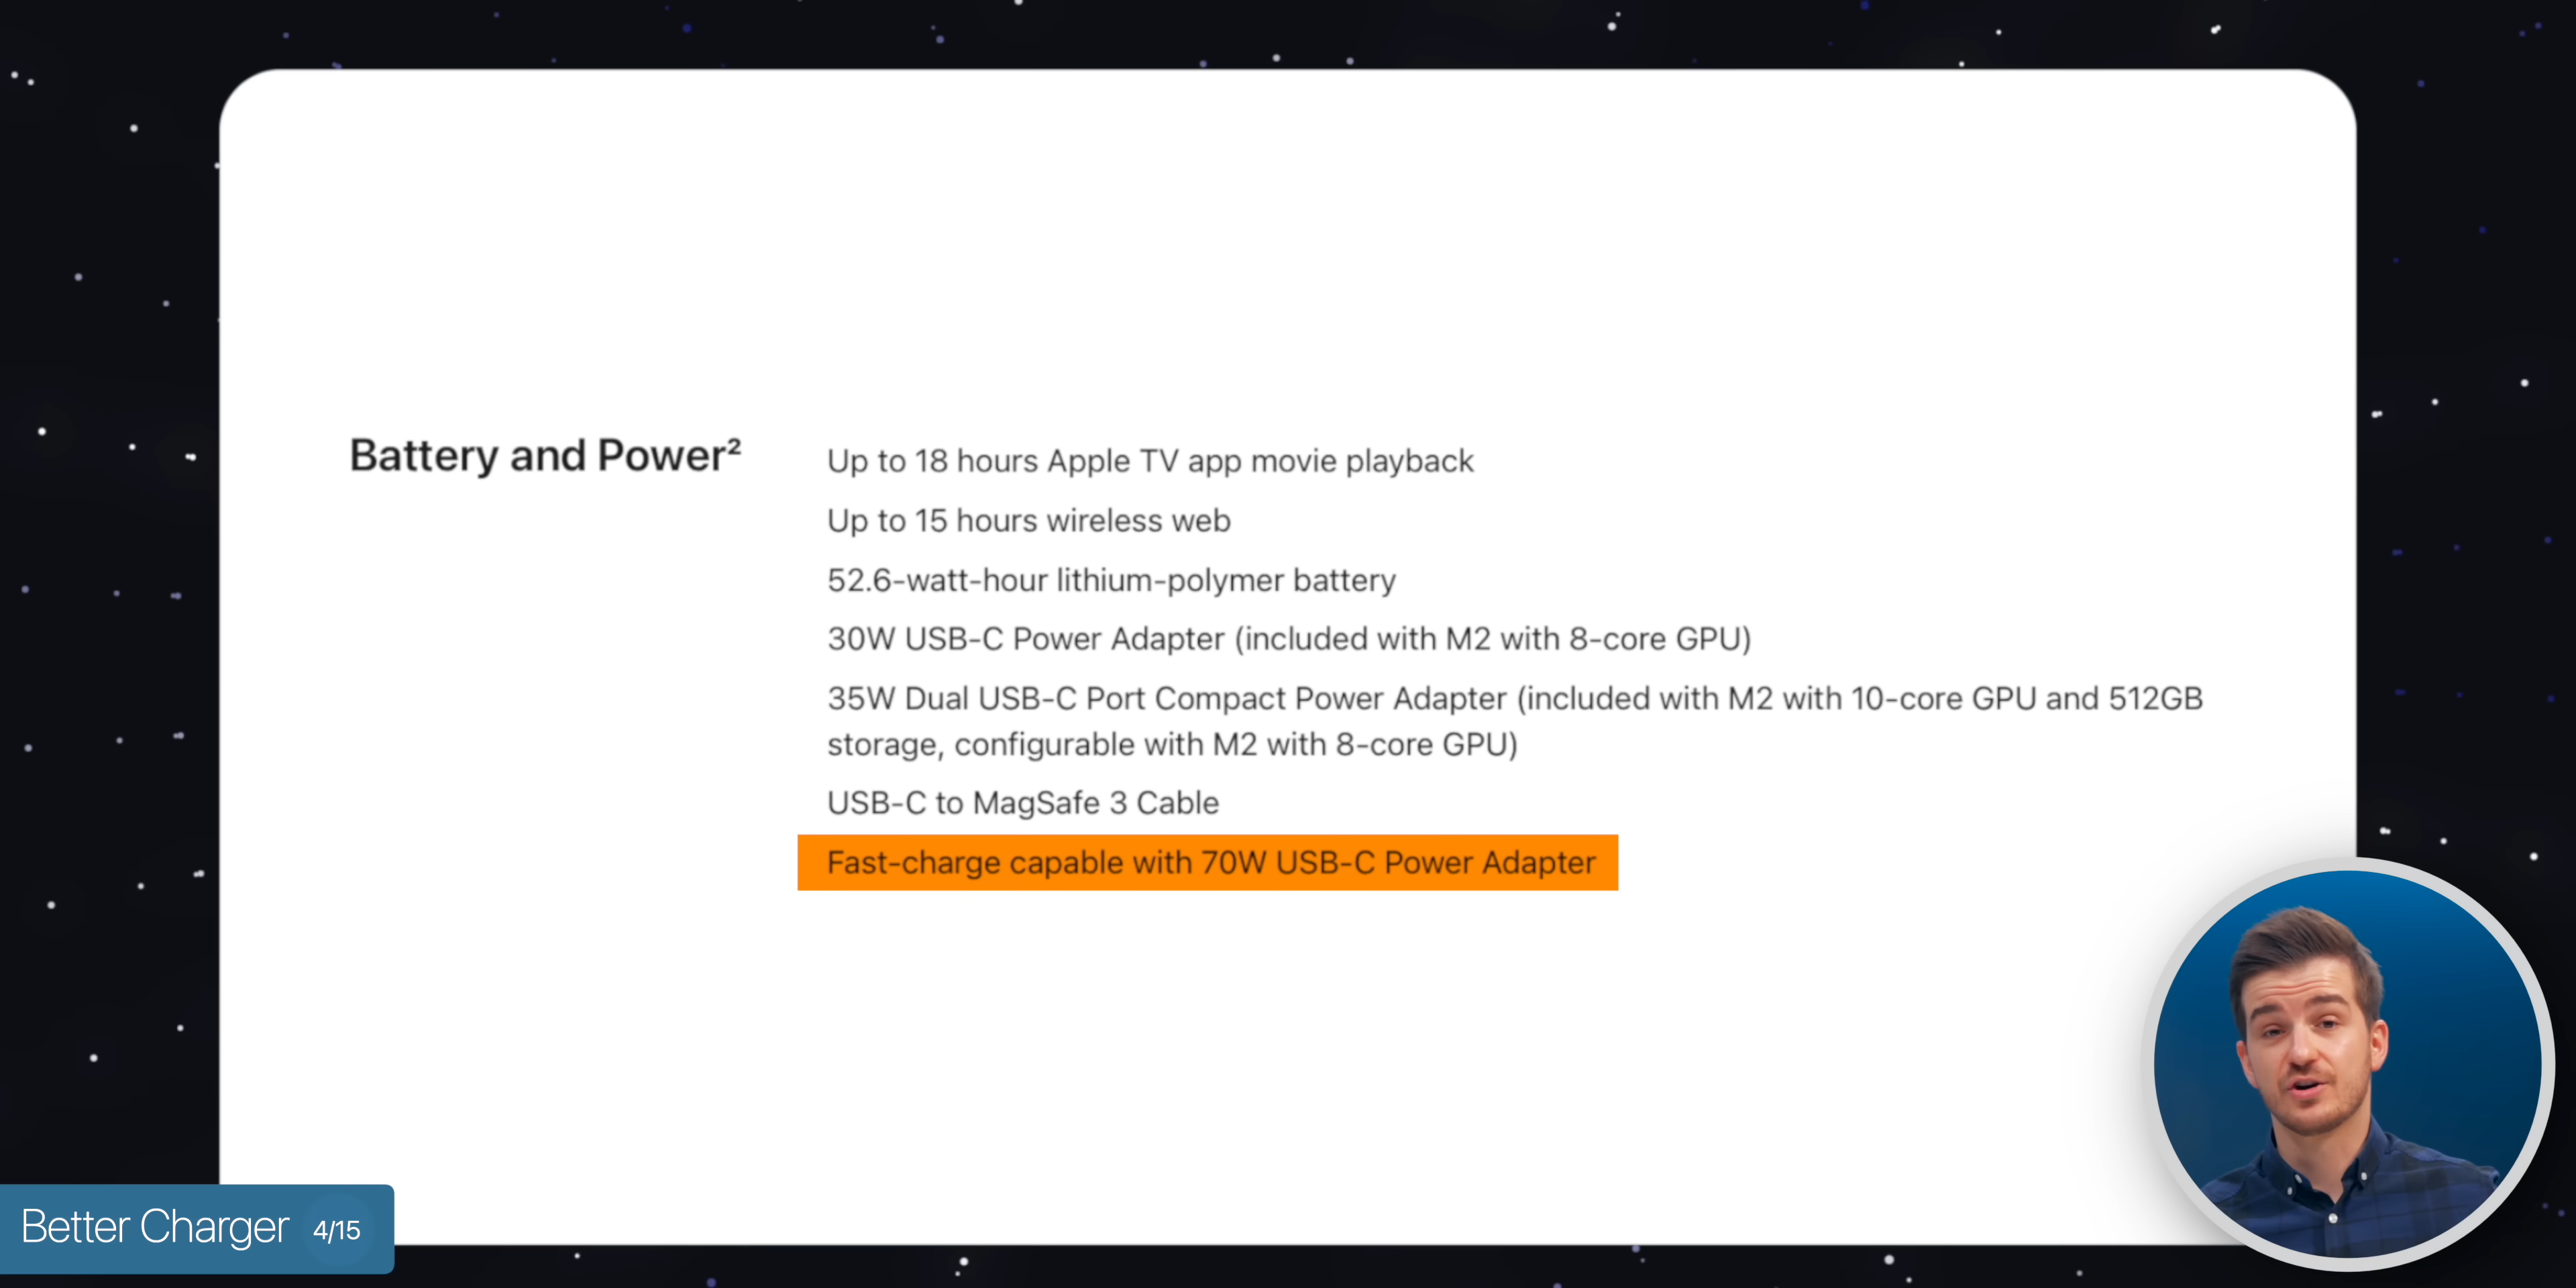 Battery and Power²
Up to 18 hours Apple TV app movie playback
Up to 15 hours wireless web
52.6-watt-hour lithium-polymer battery
30W USB-C Power Adapter (included with M2 with 8-core GPU)
35W Dual USB-C Port Compact Power Adapter (included with M2 with 10-core GPU and 512GB
storage, configurable with M2 with 8-core GPU)
USB-C to MagSafe 3 Cable
Fast-charge capable with 70W USB-C Power Adapter
Better Charger 4/15